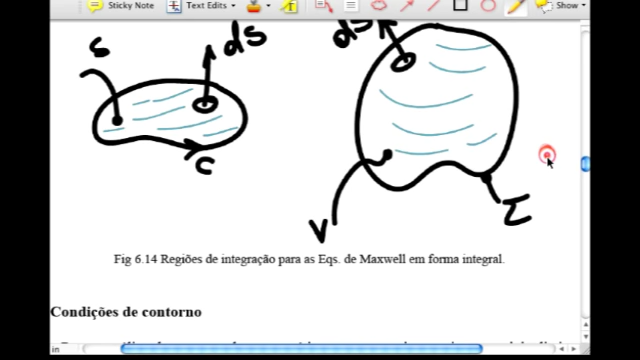 Sticky Note
Text Edits
Show
S
dS
dS
C
V
Σ
Fig 6.14 Regiões de integração para as Eqs. de Maxwell em forma integral.
Condições de contorno
in